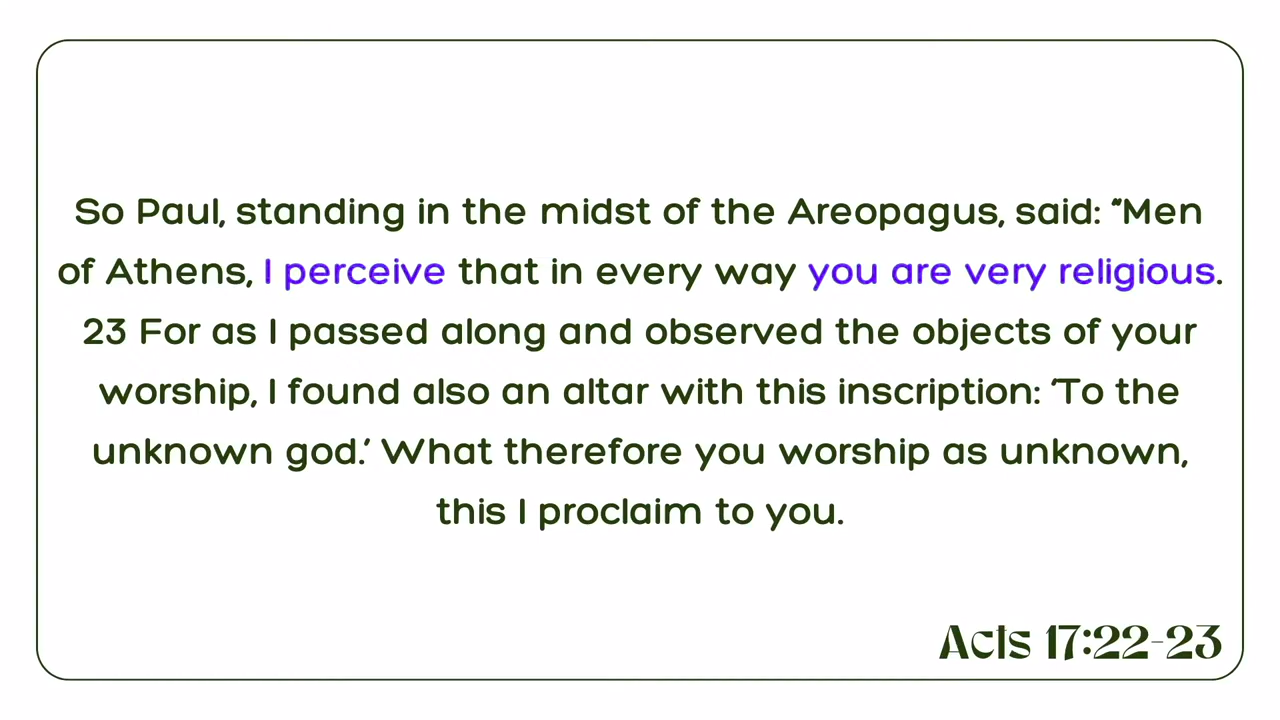 So Paul, standing in the midst of the Areopagus, said: “Men
of Athens, I perceive that in every way you are very religious.
23 For as I passed along and observed the objects of your
worship, I found also an altar with this inscription: ‘To the
unknown god.’ What therefore you worship as unknown,
this I proclaim to you.
Acts 17:22-23